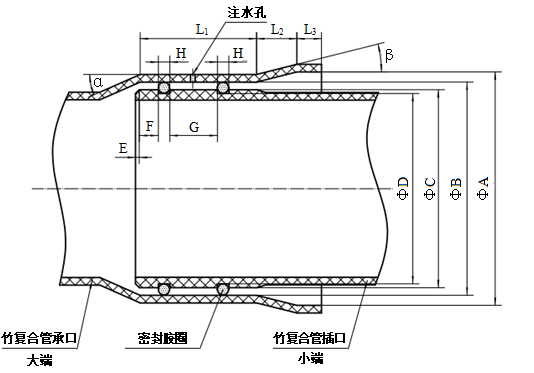 注水孔
L1 L2 L3
H H
β
α
F G
E
ΦD ΦC ΦB ΦA
竹复合管承口 密封胶圈 竹复合管插口
大端 小端